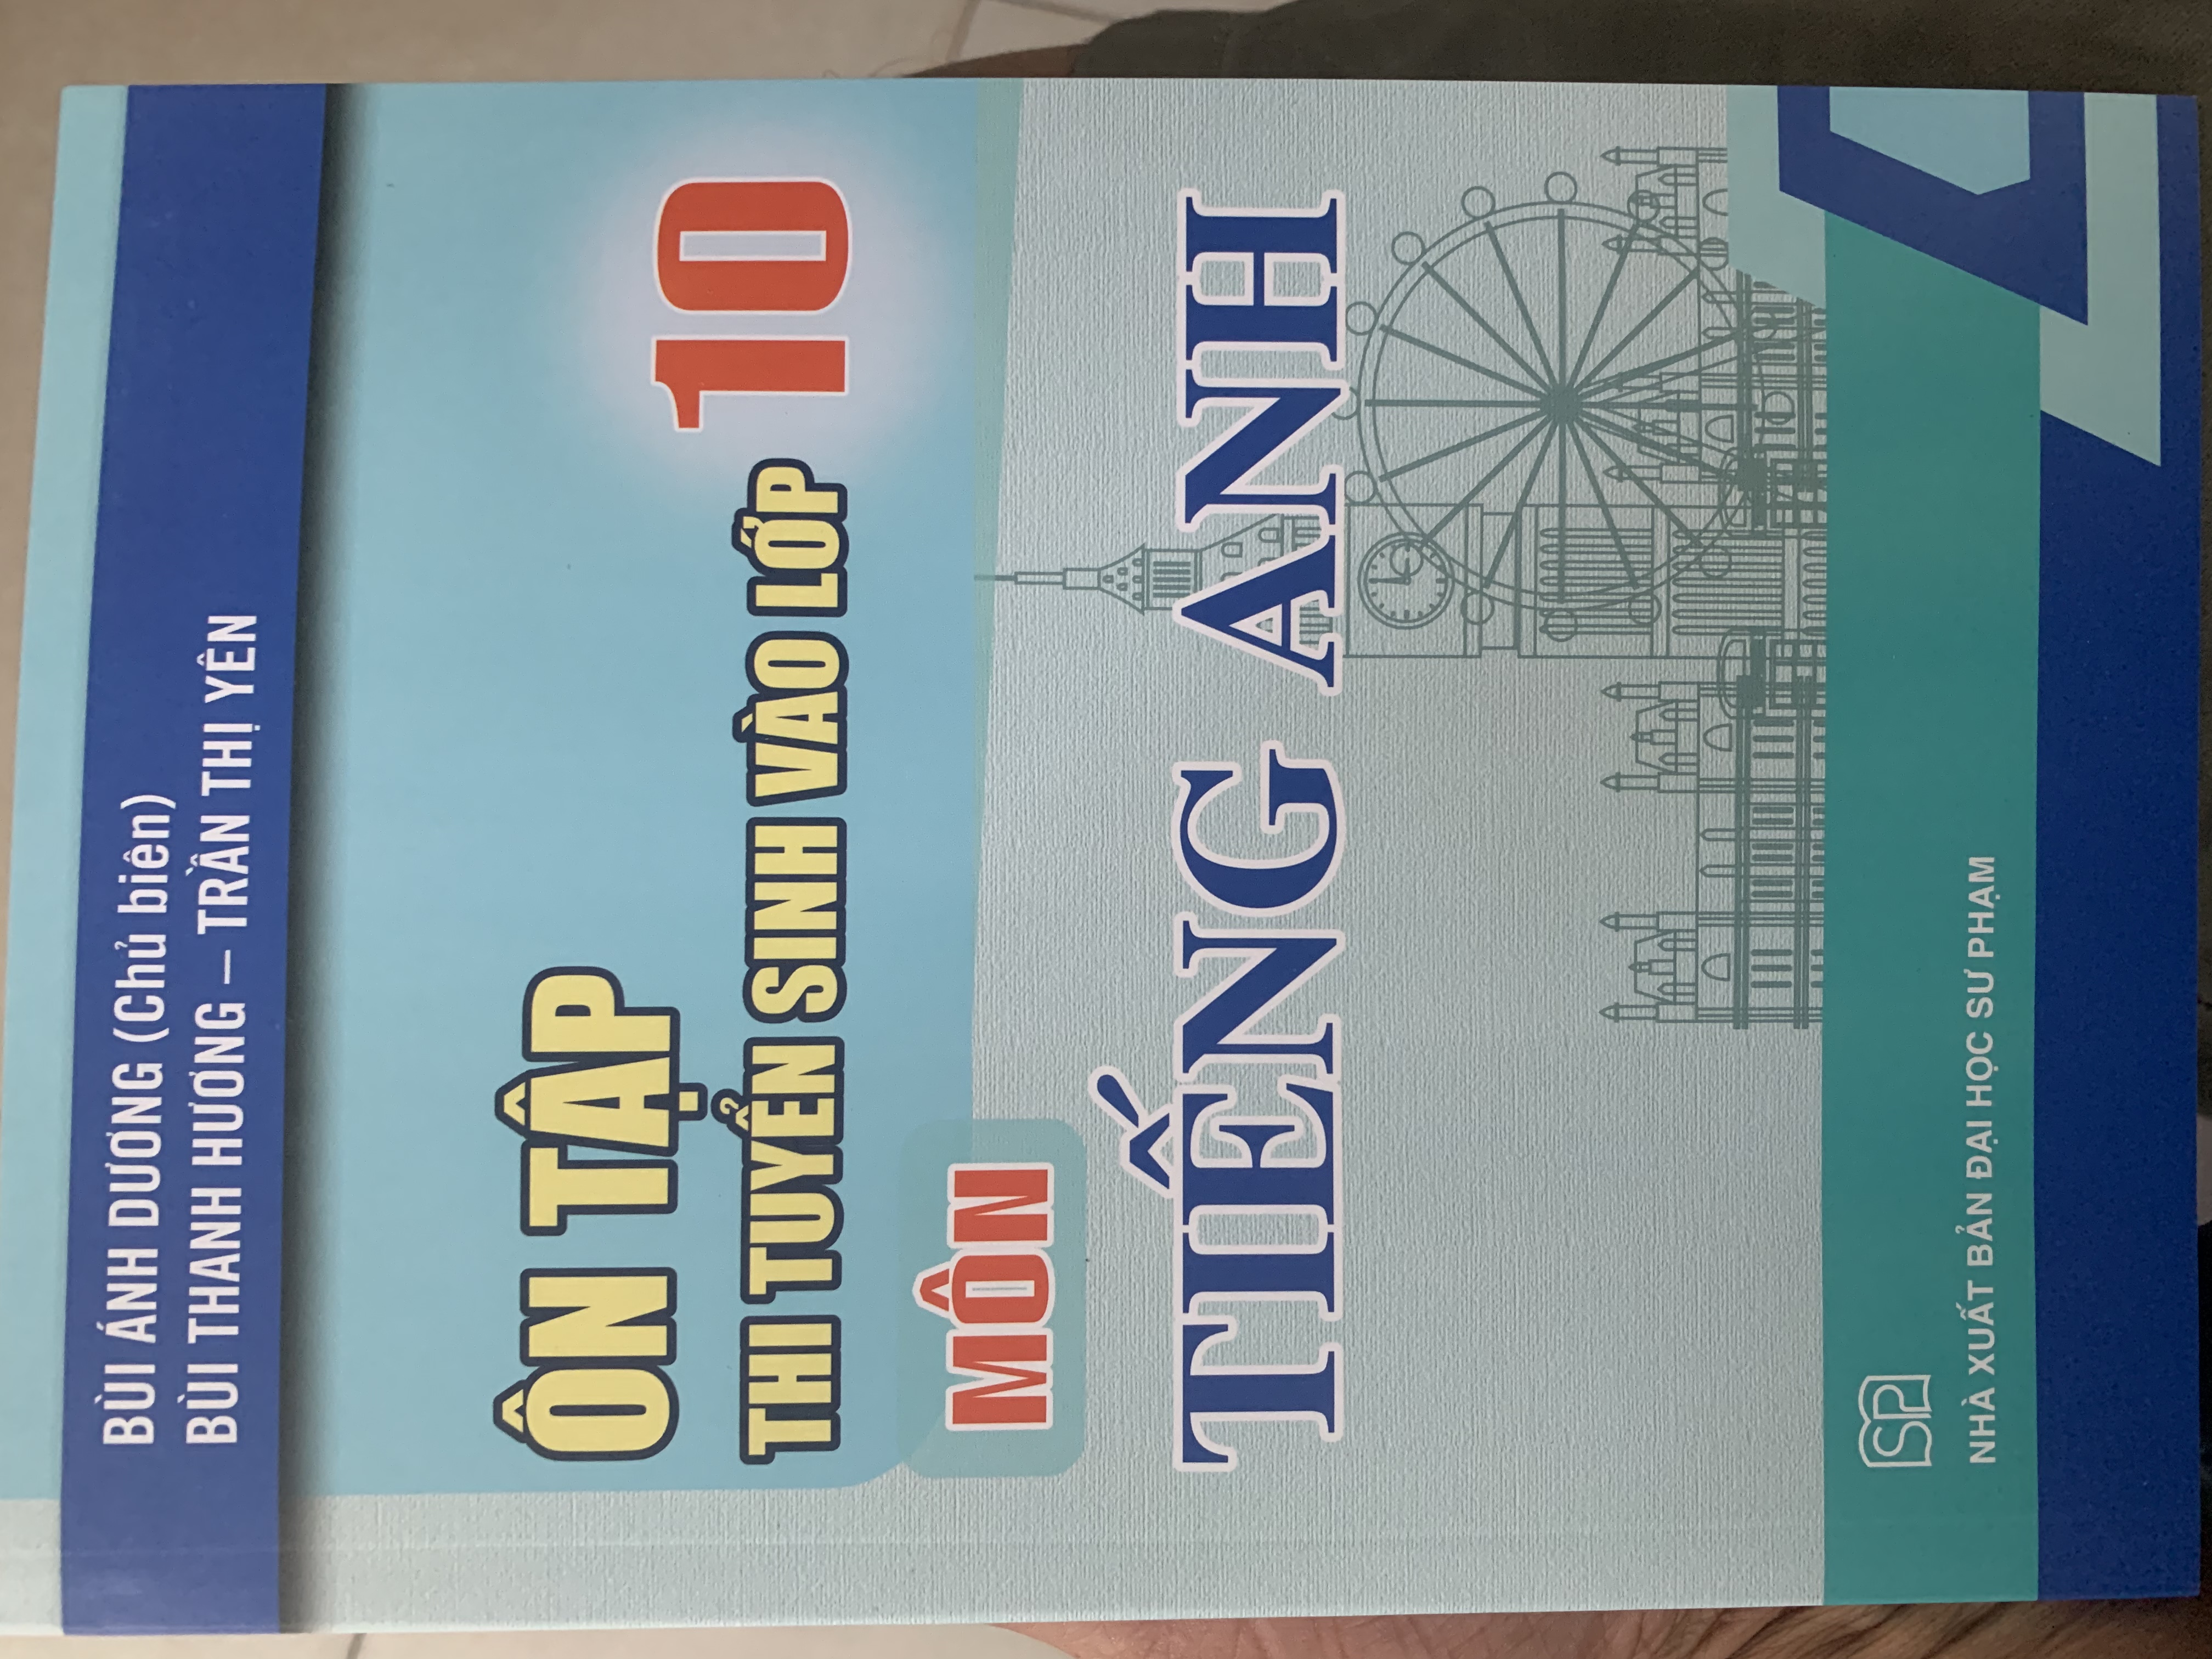 BÙI ÁNH DƯƠNG (Chủ biên)
BÙI THANH HƯƠNG – TRẦN THỊ YÊN
ÔN TẬP
THI TUYỂN SINH VÀO LỚP 10
MÔN
TIẾNG ANH
SP
NHÀ XUẤT BẢN ĐẠI HỌC SƯ PHẠM